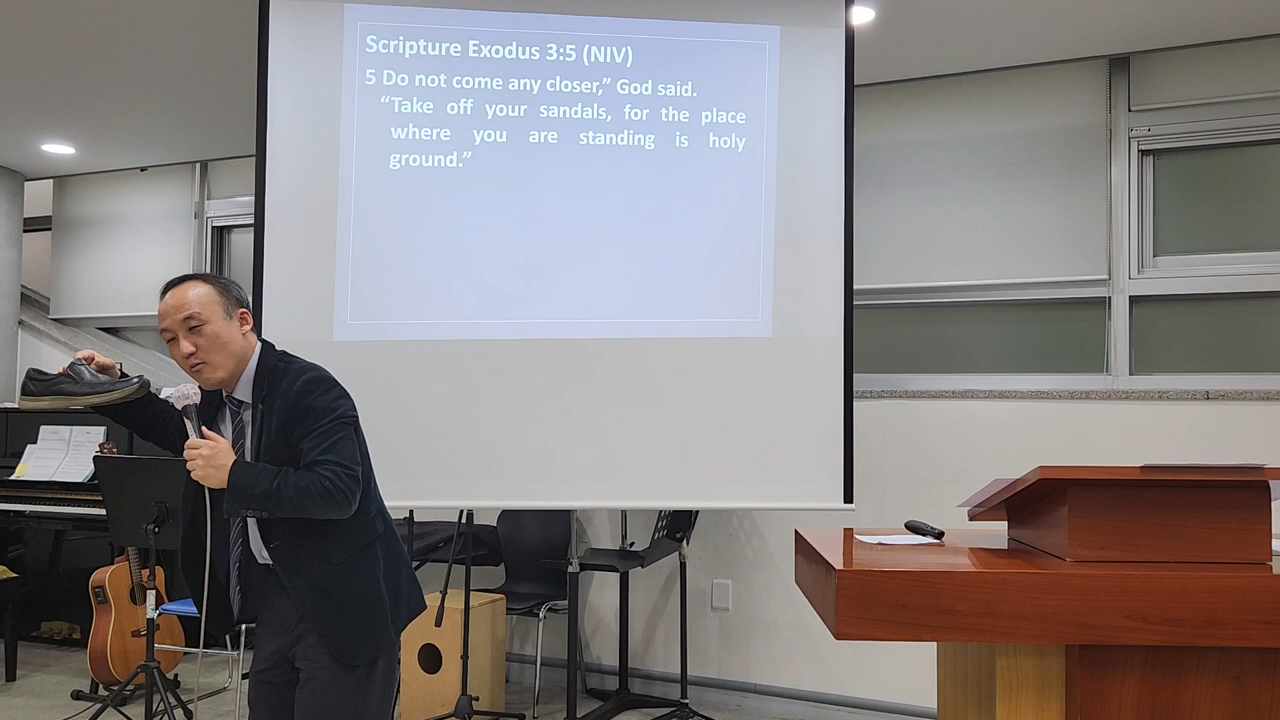 Scripture Exodus 3:5 (NIV)
5 Do not come any closer,” God said.
“Take off your sandals, for the place
where you are standing is holy
ground.”